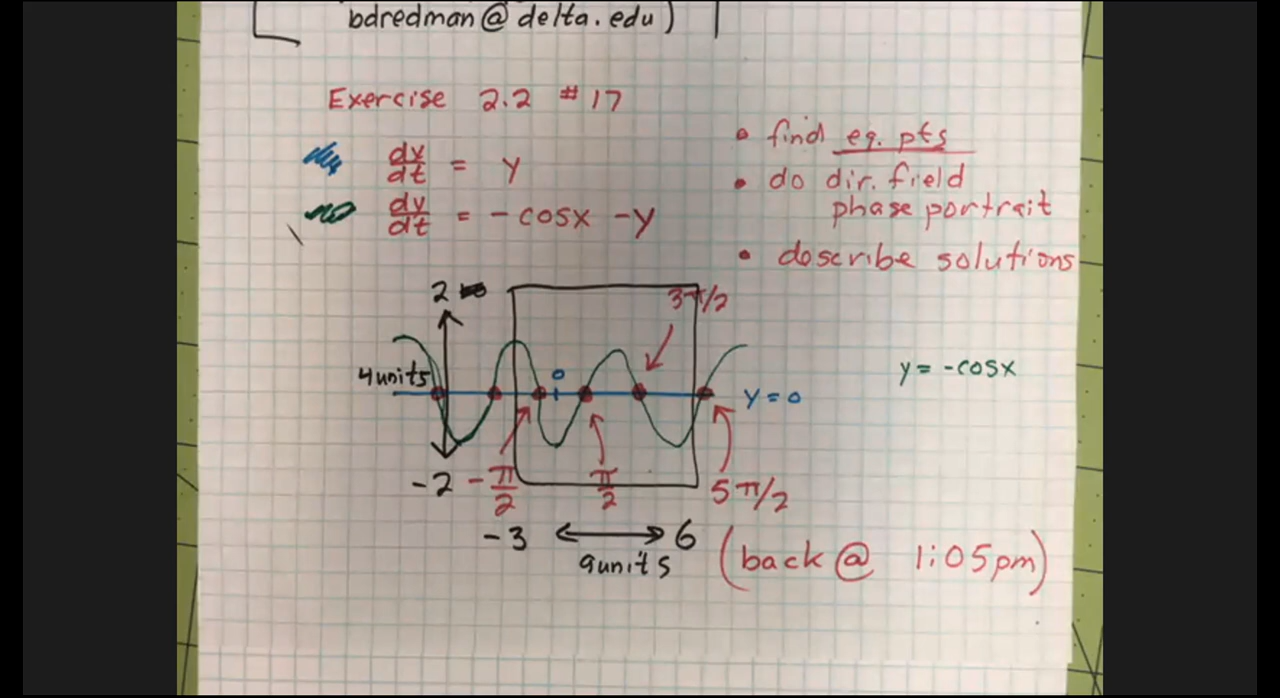 bdredman@delta.edu)
Exercise 2.2 #17
dx/dt = y
dy/dt = -cosx -y
• find eq. pts
• do dir. field
phase portrait
• describe solutions
2
3π/2
4units
0
y = 0
y = -cosx
-2
-π/2
π/2
5π/2
-3
6
9units
(back @ 1:05pm)